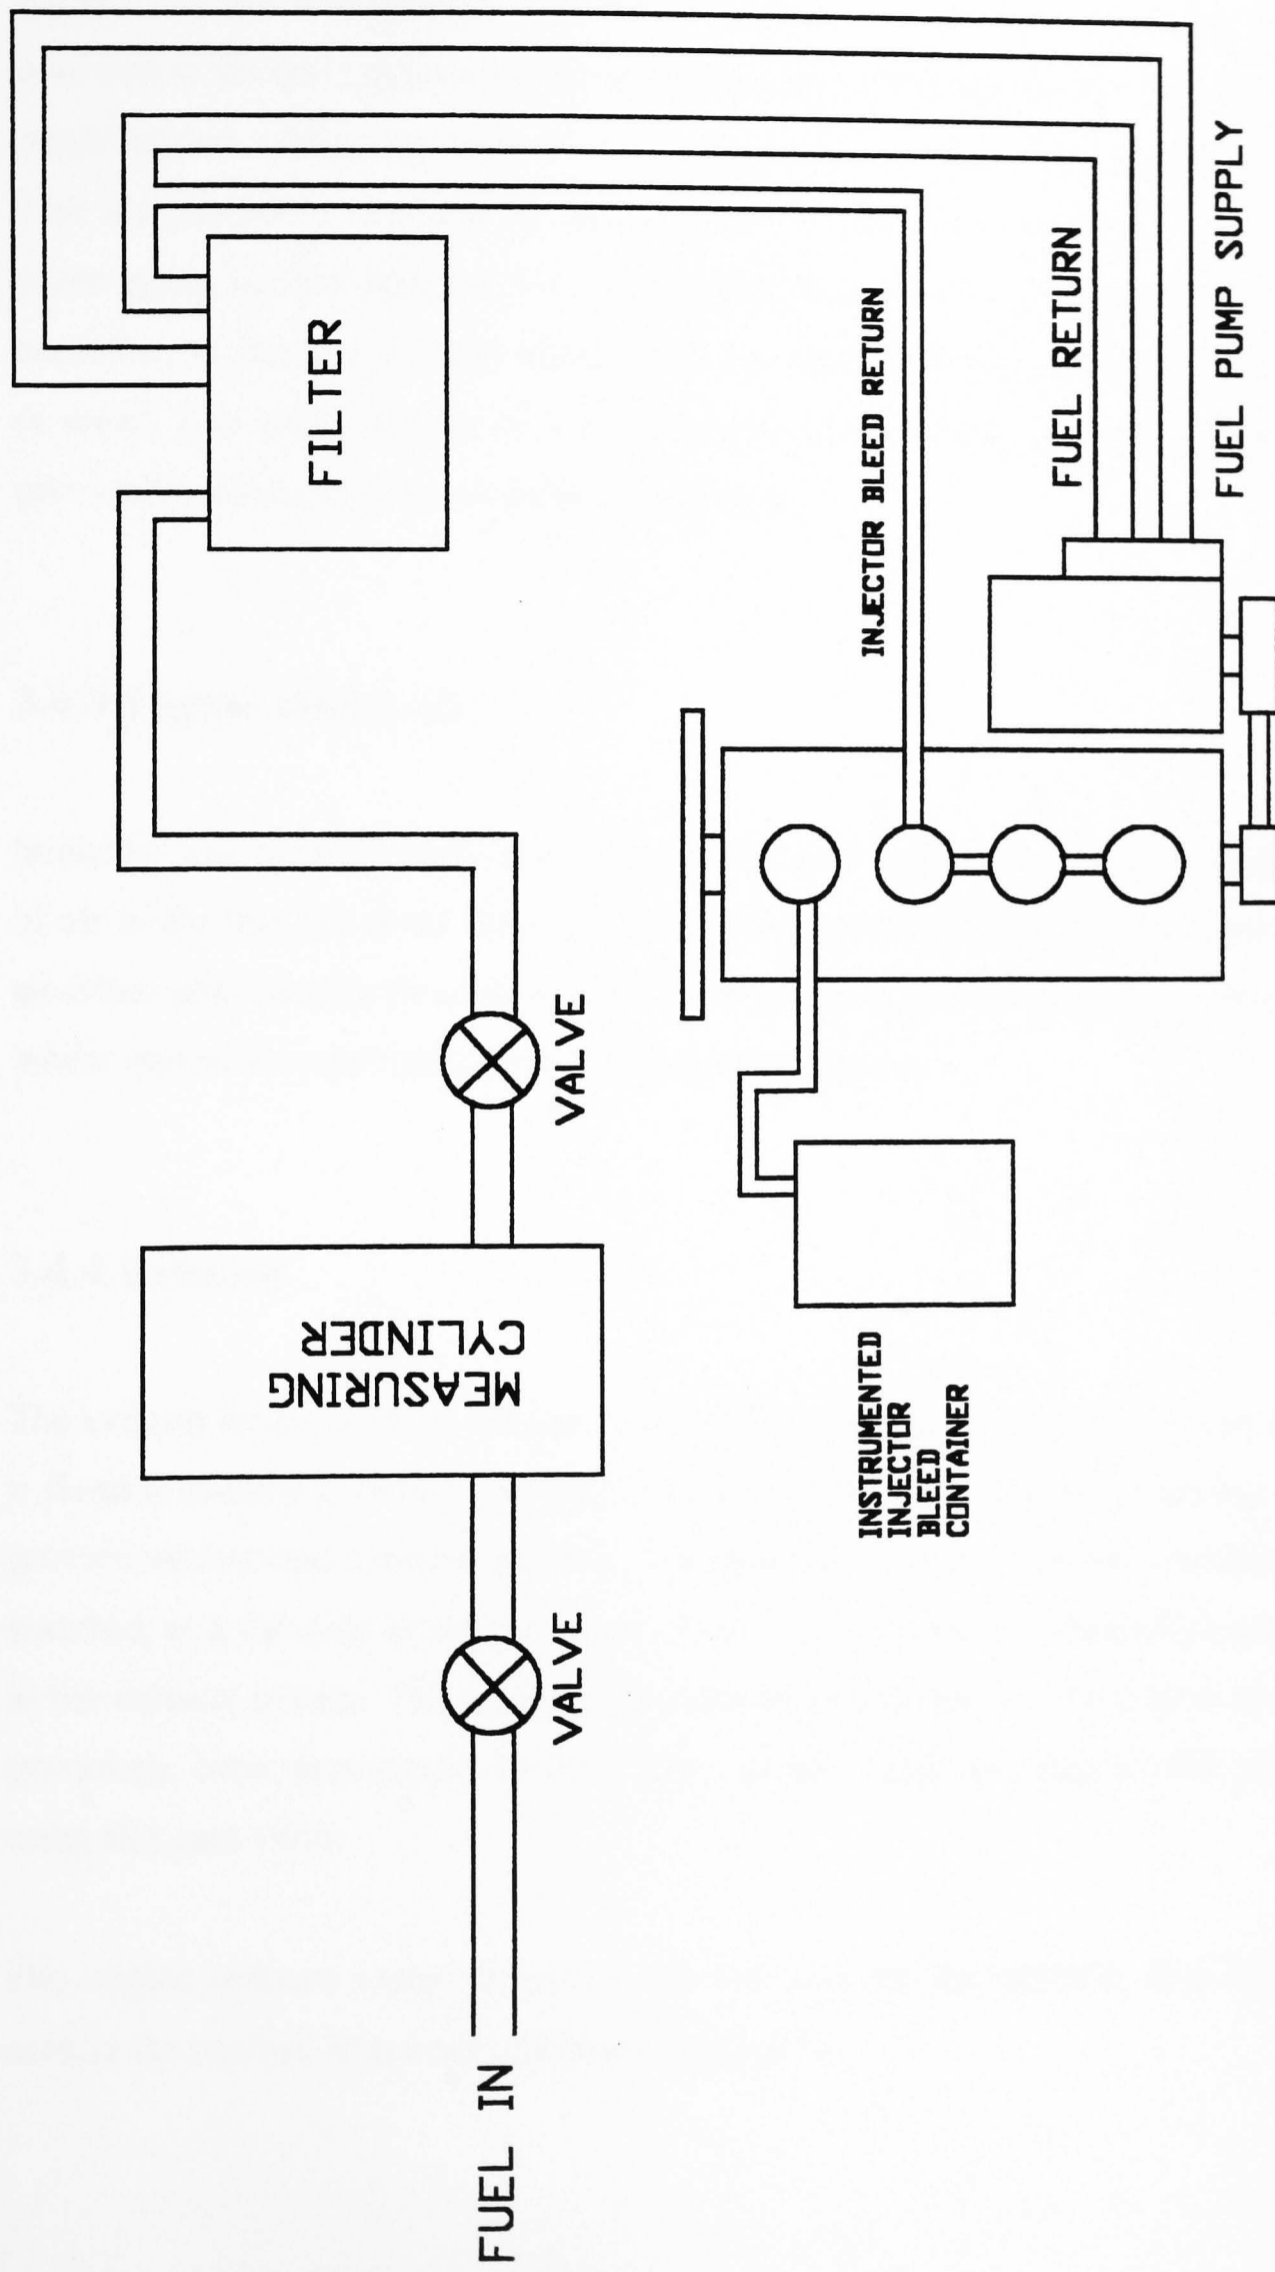 FUEL IN
VALVE
MEASURING
CYLINDER
VALVE
FILTER
INSTRUMENTED
INJECTOR
BLEED
CONTAINER
INJECTOR BLEED RETURN
FUEL RETURN
FUEL PUMP SUPPLY